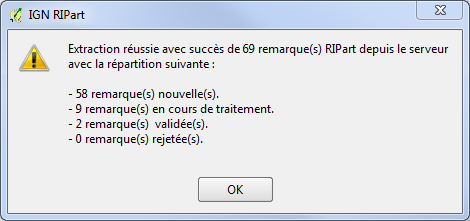 IGN RIPart
Extraction réussie avec succès de 69 remarque(s) RIPart depuis le serveur
avec la répartition suivante :
- 58 remarque(s) nouvelle(s).
- 9 remarque(s) en cours de traitement.
- 2 remarque(s)  validée(s).
- 0 remarque(s) rejetée(s).
OK